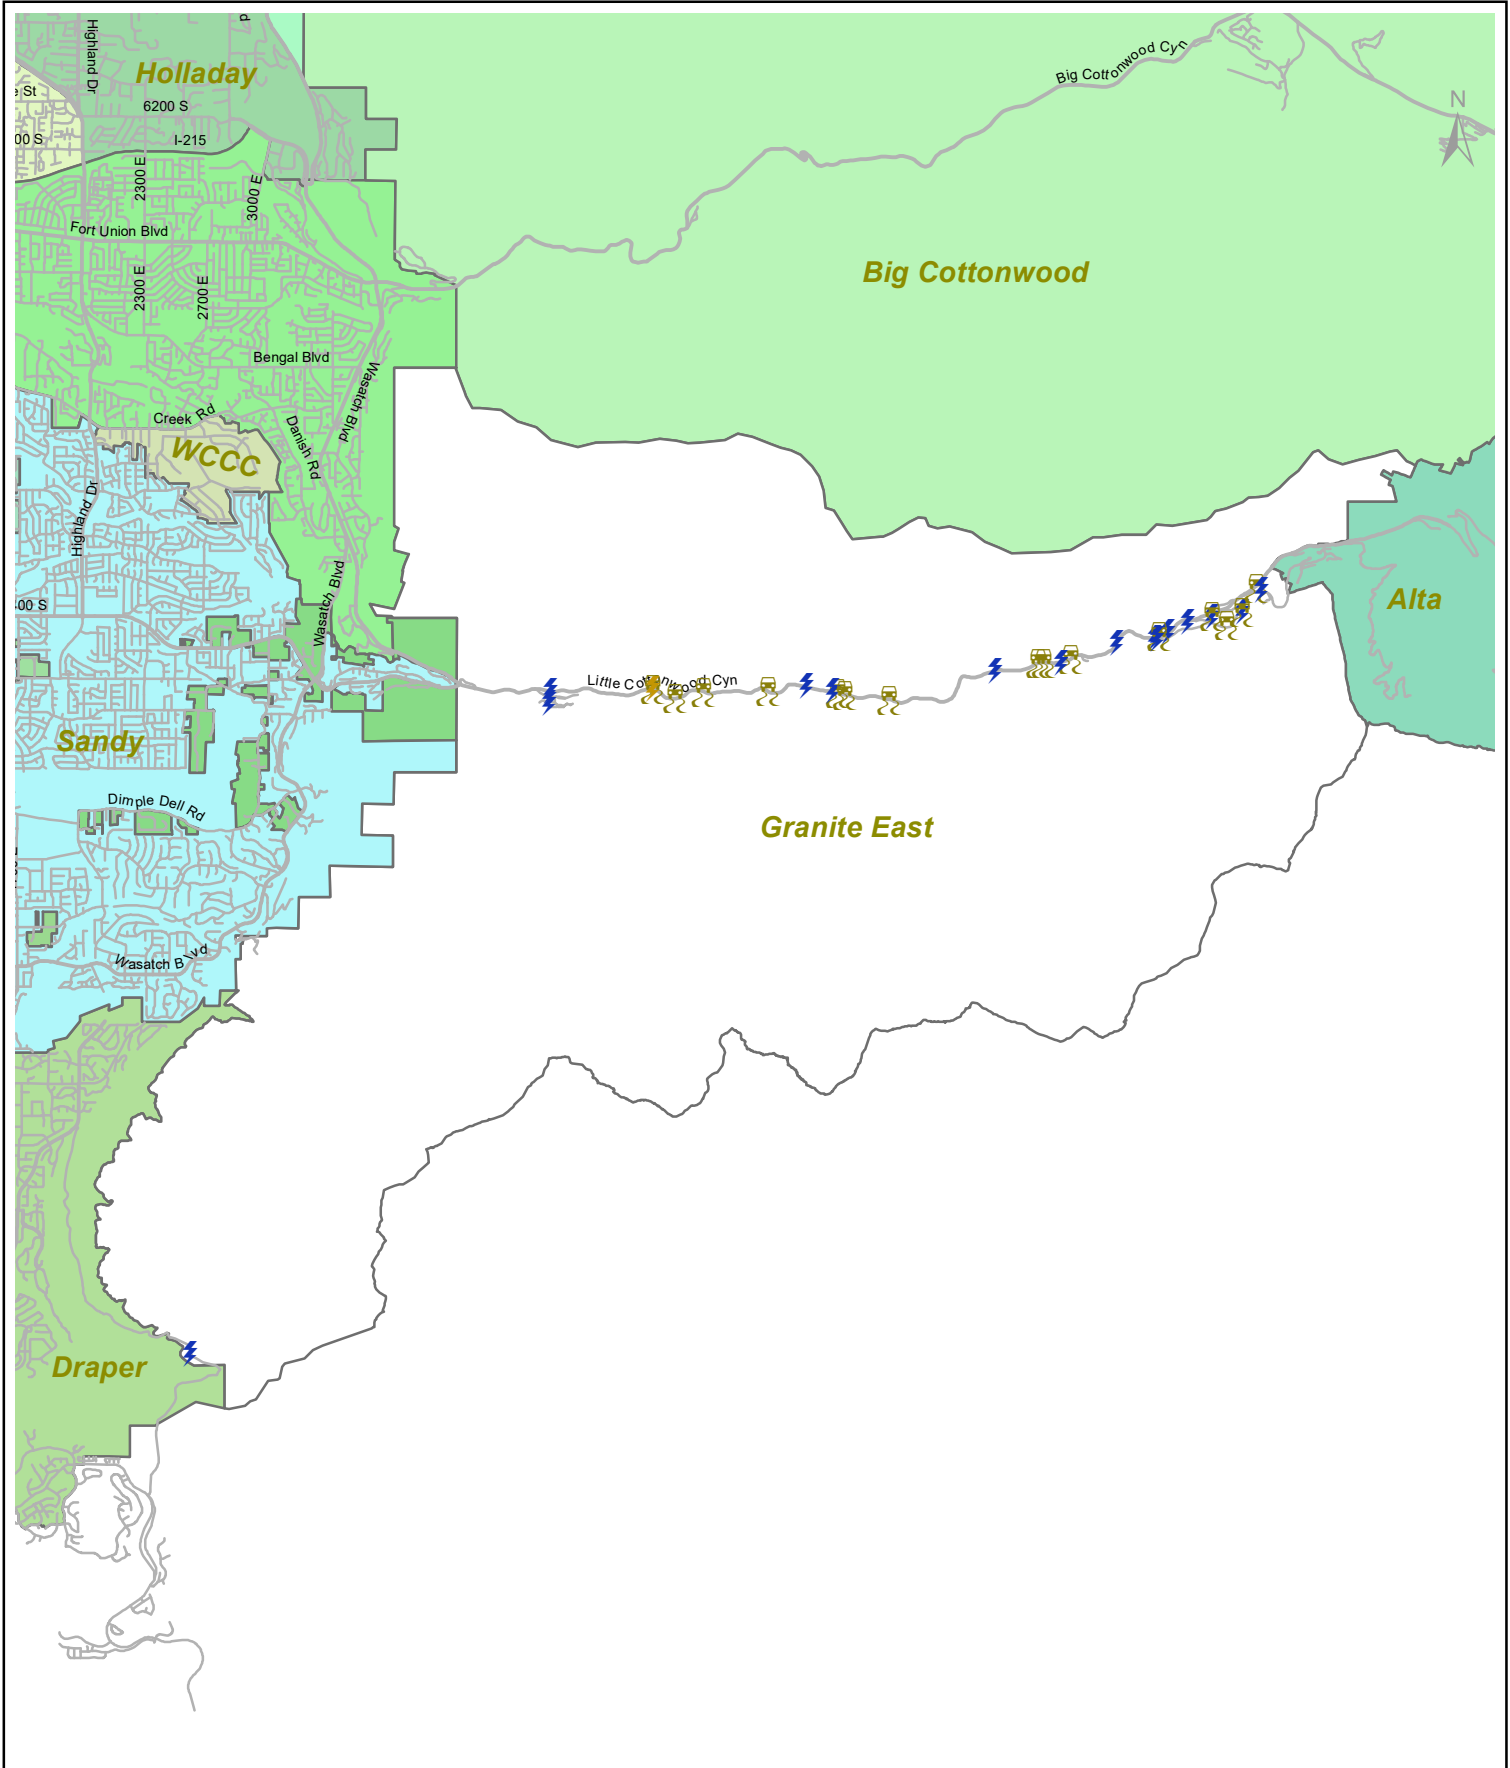 Highland Dr
Holladay
Big Cottonwood Cyn
e St
6200 S
N
00 S
I-215
2300 E
3000 E
Fort Union Blvd
Big Cottonwood
2300 E
2700 E
Bengal Blvd
Wasatch Blvd
Creek Rd
WCCC
Danish Rd
Highland Dr
Wasatch Blvd
Alta
00 S
Little Cottonwood Cyn
Sandy
Dimple Dell Rd
Granite East
Wasatch Blvd
Draper